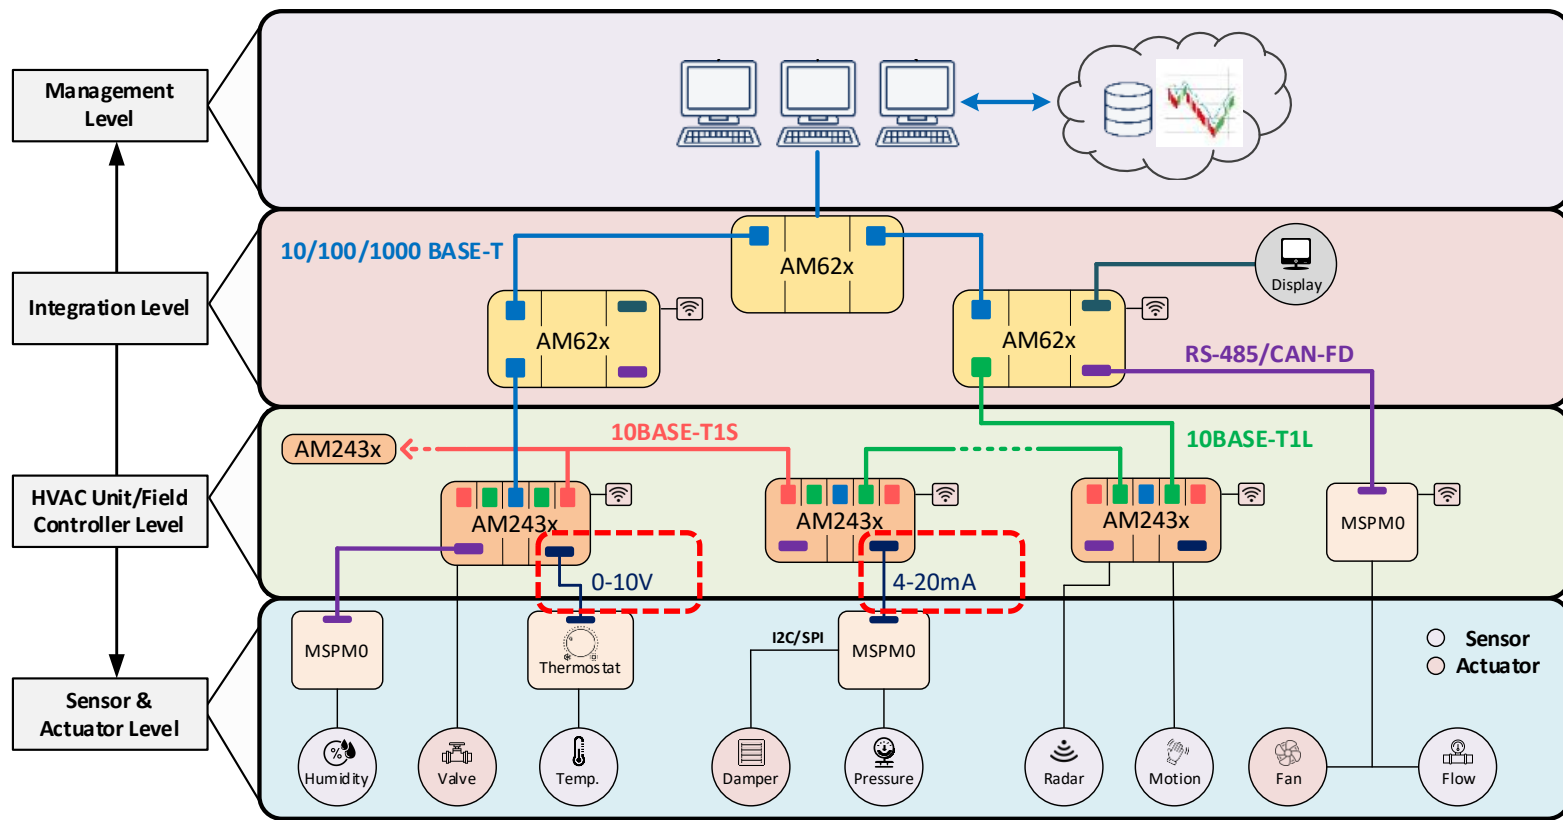 Management
Level
Integration Level
HVAC Unit/Field
Controller Level
Sensor &
Actuator Level
10/100/1000 BASE-T
AM62x
AM62x
AM62x
Display
RS-485/CAN-FD
AM243x
10BASE-T1S
10BASE-T1L
AM243x
AM243x
AM243x
MSPM0
0-10V
4-20mA
MSPM0
Thermostat
I2C/SPI
MSPM0
Sensor
Actuator
%
Humidity
Valve
Temp.
Damper
Pressure
Radar
Motion
Fan
Flow